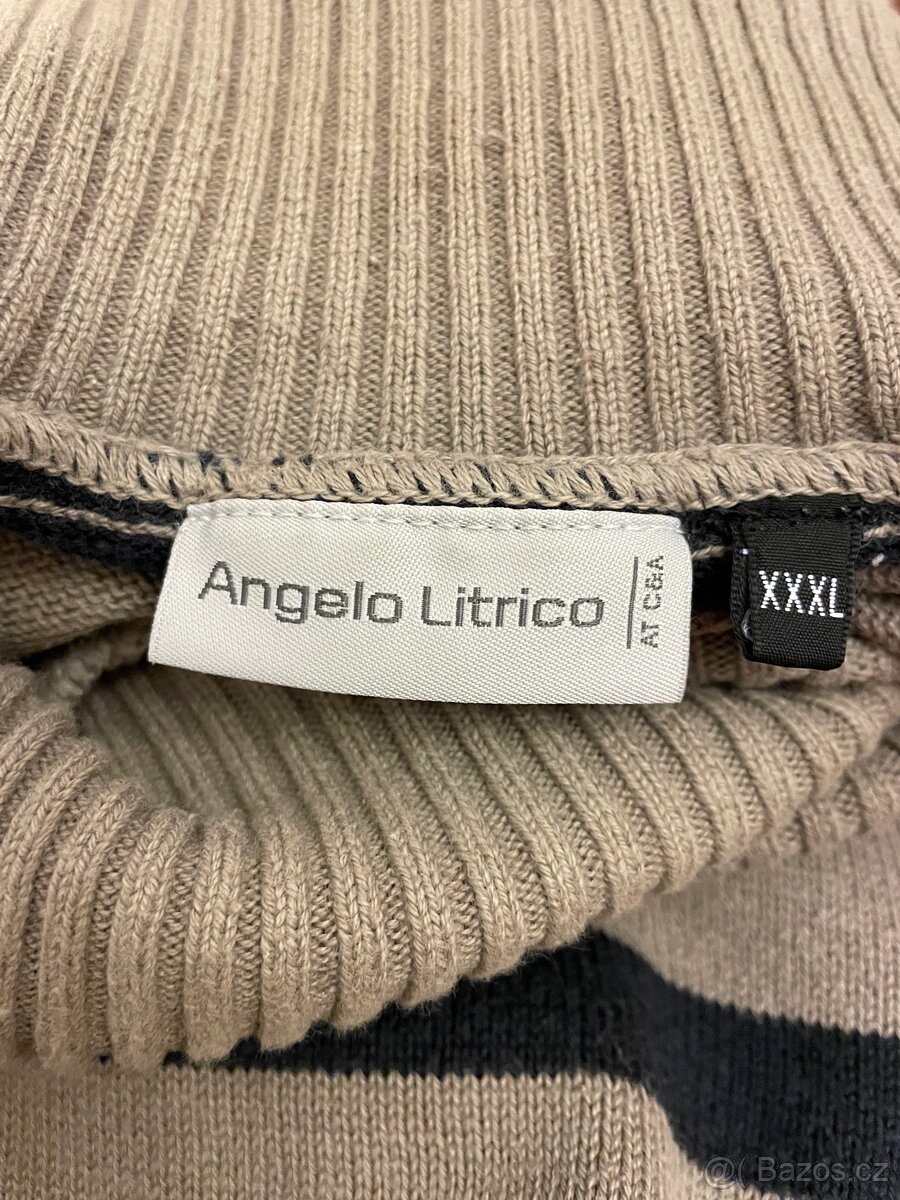 Angelo Litrico
AT C&A
XXXL
@( Bazos.cz